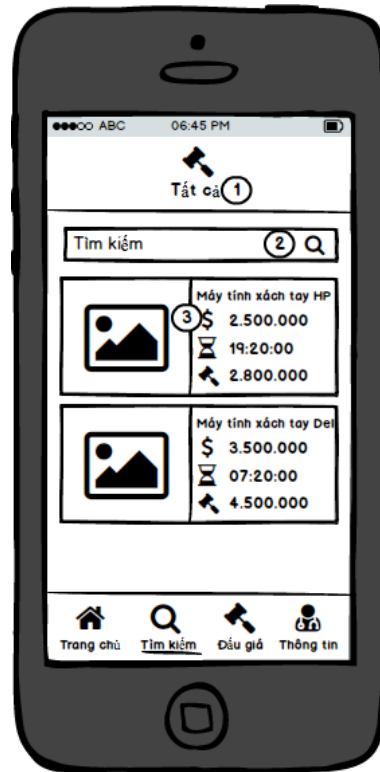 ABC 06:45 PM
Tất cả 1
Tìm kiếm 2
Máy tính xách tay HP
3 $ 2.500.000
19:20:00
2.800.000
Máy tính xách tay Del
$ 3.500.000
07:20:00
4.500.000
Trang chủ Tìm kiếm Đấu giá Thông tin